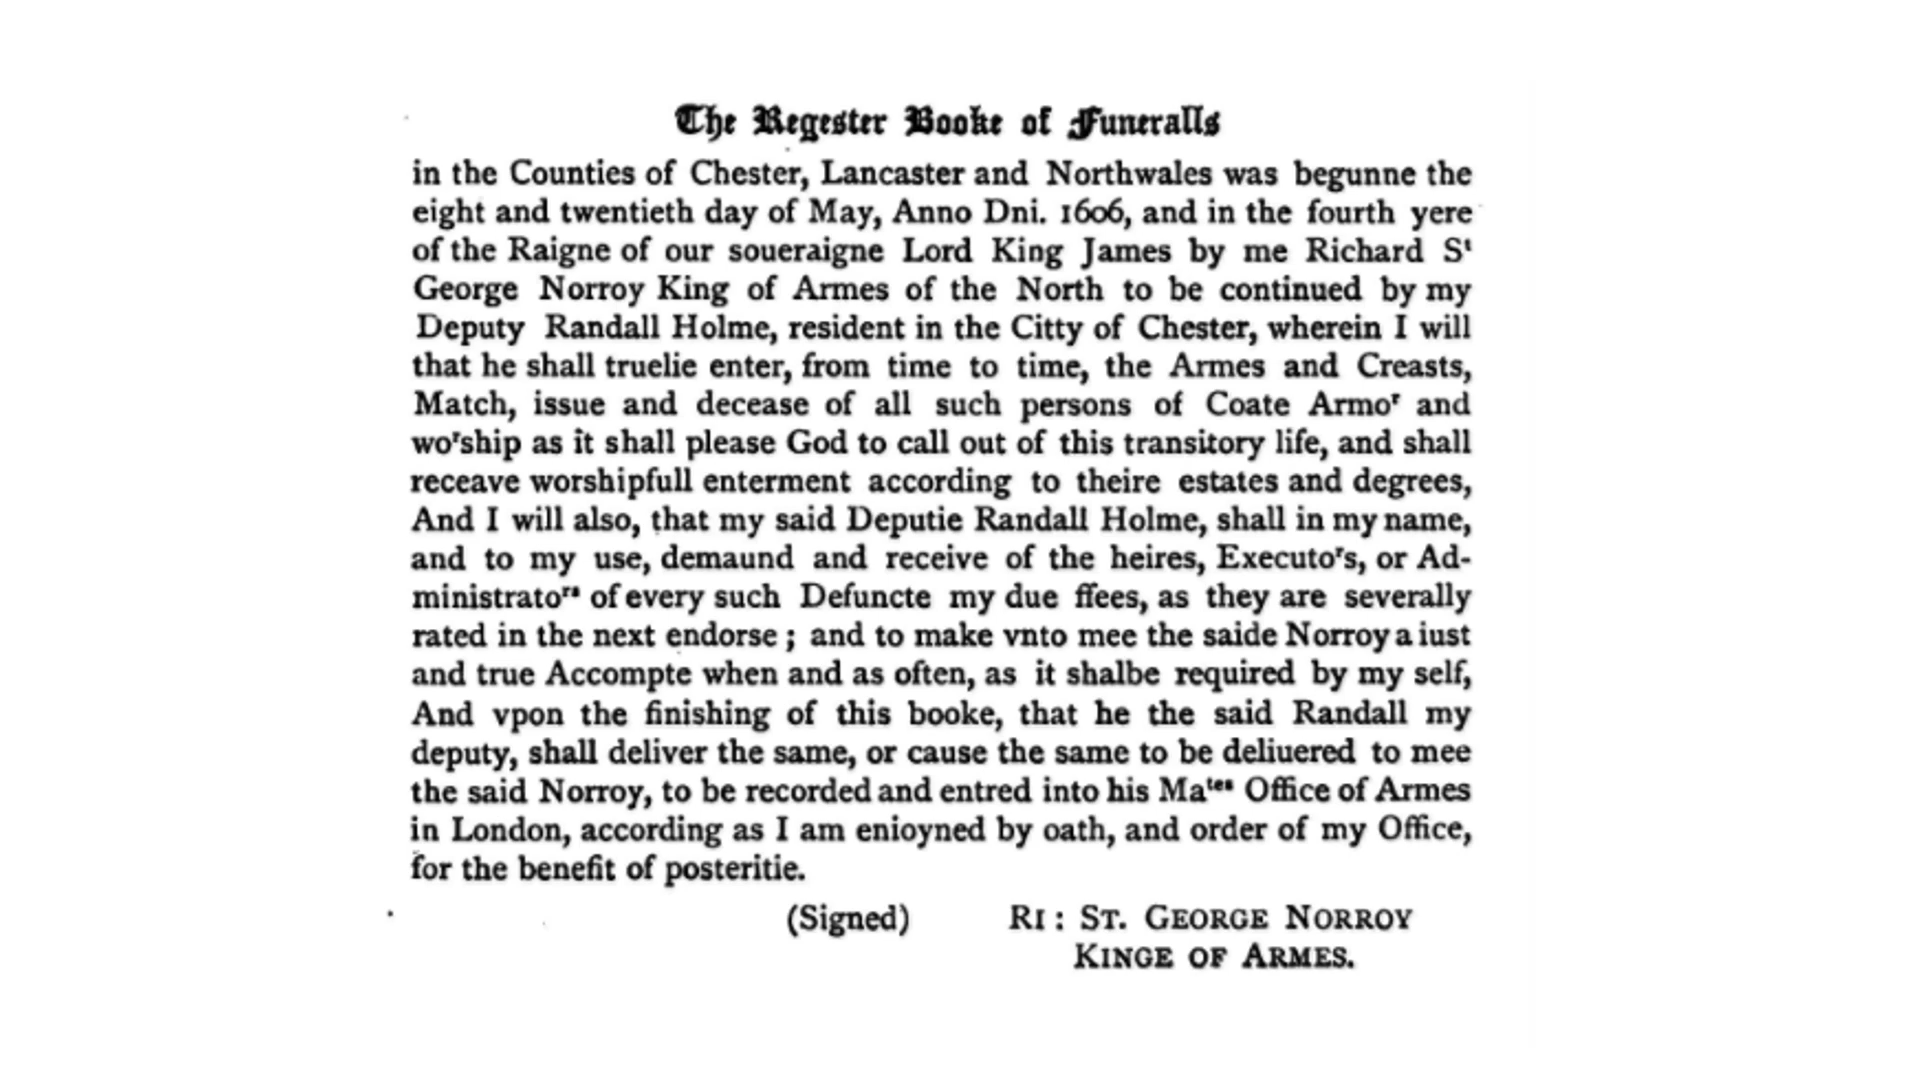 The Regester Booke of Funeralls
in the Counties of Chester, Lancaster and Northwales was begunne the
eight and twentieth day of May, Anno Dni. 1606, and in the fourth yere
of the Raigne of our soueraigne Lord King James by me Richard Sᵗ
George Norroy King of Armes of the North to be continued by my
Deputy Randall Holme, resident in the Citty of Chester, wherein I will
that he shall truelie enter, from time to time, the Armes and Creasts,
Match, issue and decease of all such persons of Coate Armoʳ and
woʳship as it shall please God to call out of this transitory life, and shall
receave worshipfull enterment according to theire estates and degrees,
And I will also, that my said Deputie Randall Holme, shall in my name,
and to my use, demaund and receive of the heires, Executoʳs, or Ad-
ministratoʳˢ of every such Defuncte my due ffees, as they are severally
rated in the next endorse; and to make vnto mee the saide Norroy a iust
and true Accompte when and as often, as it shalbe required by my self,
And vpon the finishing of this booke, that he the said Randall my
deputy, shall deliver the same, or cause the same to be deliuered to mee
the said Norroy, to be recorded and entred into his Maᵗᵉˢ Office of Armes
in London, according as I am enioyned by oath, and order of my Office,
for the benefit of posteritie.
(Signed) RI: ST. GEORGE NORROY
KINGE OF ARMES.